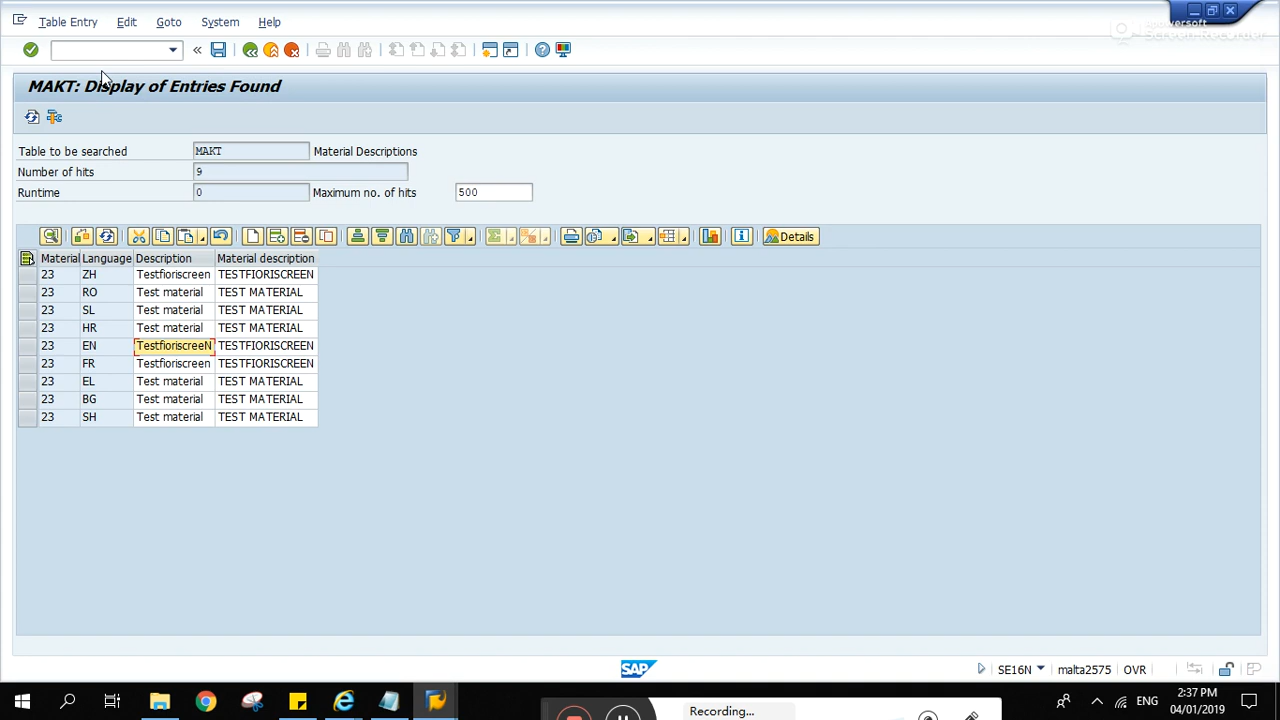 Table Entry Edit Goto System Help
Apowersoft
Screen Recorder
MAKT: Display of Entries Found
Table to be searched MAKT Material Descriptions
Number of hits 9
Runtime 0 Maximum no. of hits 500
Details
Material Language Description Material description
23 ZH Testfioriscreen TESTFIORISCREEN
23 RO Test material TEST MATERIAL
23 SL Test material TEST MATERIAL
23 HR Test material TEST MATERIAL
23 EN TestfioriscreeN TESTFIORISCREEN
23 FR Testfioriscreen TESTFIORISCREEN
23 EL Test material TEST MATERIAL
23 BG Test material TEST MATERIAL
23 SH Test material TEST MATERIAL
SAP SE16N malta2575 OVR
ENG 2:37 PM
04/01/2019
Recording...